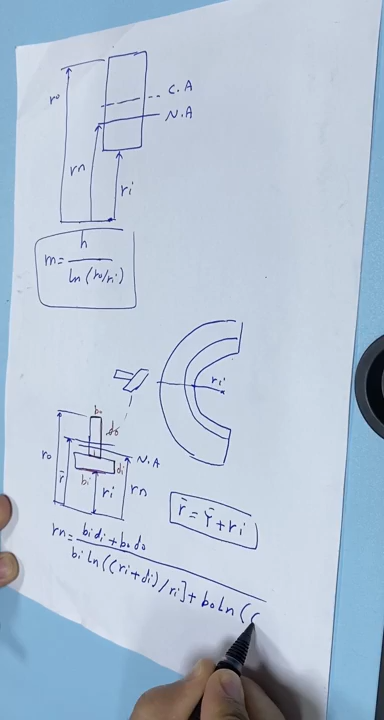 C.A
N.A
ro
rn
ri
rn = h / ln (ro/ri)
ri
bo
do
N.A
di
ro
r̄
bi
ri
rn
r̄ = Ȳ + ri
rn = bidi + bodo / bi ln((ri + di) / ri] + bo ln ((